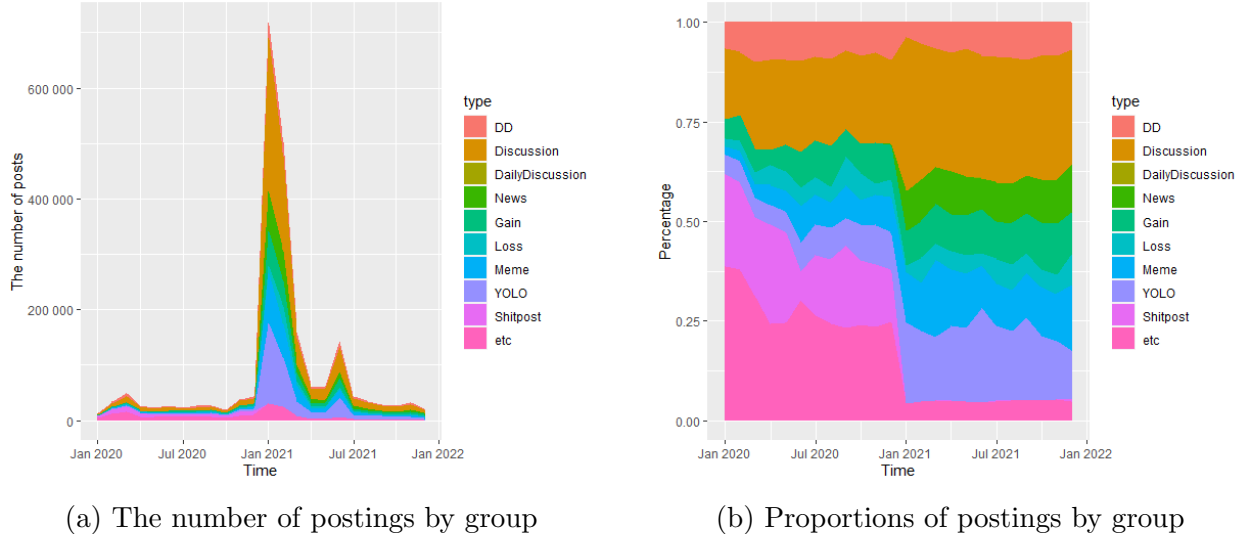 The number of posts
600 000
400 000
200 000
0
Jan 2020
Jul 2020
Jan 2021
Jul 2021
Jan 2022
Time
type
DD
Discussion
DailyDiscussion
News
Gain
Loss
Meme
YOLO
Shitpost
etc
(a) The number of postings by group
Percentage
1.00
0.75
0.50
0.25
0.00
Jan 2020
Jul 2020
Jan 2021
Jul 2021
Jan 2022
Time
type
DD
Discussion
DailyDiscussion
News
Gain
Loss
Meme
YOLO
Shitpost
etc
(b) Proportions of postings by group